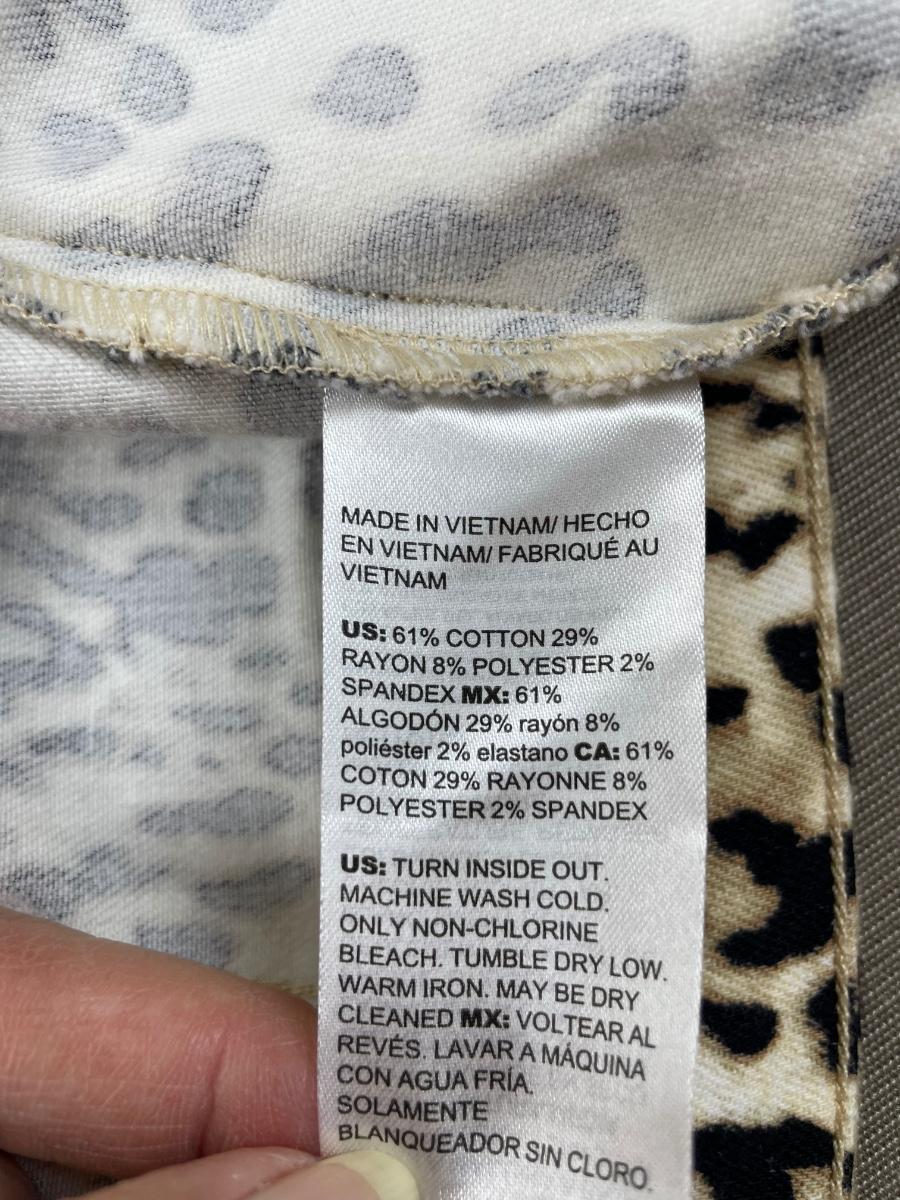 MADE IN VIETNAM/ HECHO
EN VIETNAM/ FABRIQUÉ AU
VIETNAM
US: 61% COTTON 29%
RAYON 8% POLYESTER 2%
SPANDEX MX: 61%
ALGODÓN 29% rayón 8%
poliéster 2% elastano CA: 61%
COTON 29% RAYONNE 8%
POLYESTER 2% SPANDEX
US: TURN INSIDE OUT.
MACHINE WASH COLD.
ONLY NON-CHLORINE
BLEACH. TUMBLE DRY LOW.
WARM IRON. MAY BE DRY
CLEANED MX: VOLTEAR AL
REVÉS. LAVAR A MÁQUINA
CON AGUA FRÍA.
SOLAMENTE
BLANQUEADOR SIN CLORO.